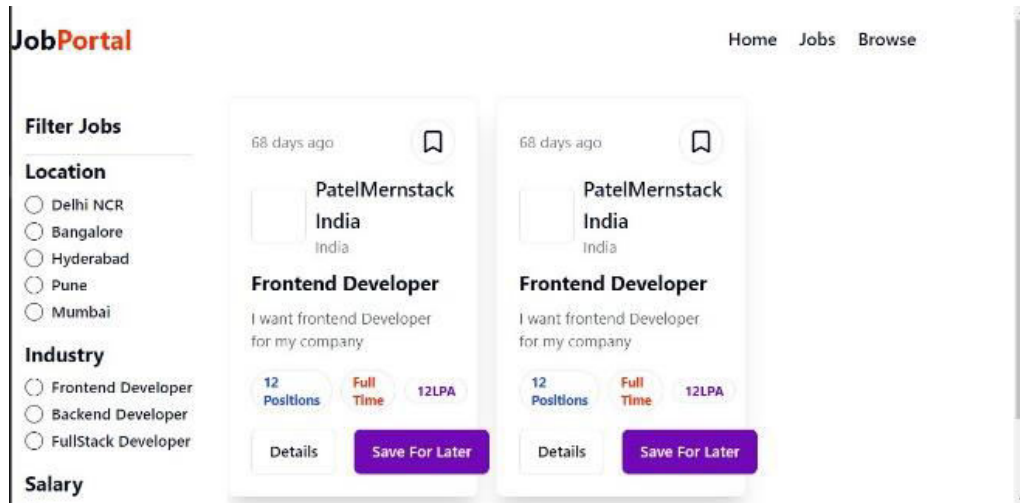 JobPortal
Home Jobs Browse
Filter Jobs
Location
Delhi NCR
Bangalore
Hyderabad
Pune
Mumbai
Industry
Frontend Developer
Backend Developer
FullStack Developer
Salary
68 days ago
PatelMernstack
India
India
Frontend Developer
I want frontend Developer
for my company
12
Positions
Full
Time
12LPA
Details
Save For Later
68 days ago
PatelMernstack
India
India
Frontend Developer
I want frontend Developer
for my company
12
Positions
Full
Time
12LPA
Details
Save For Later